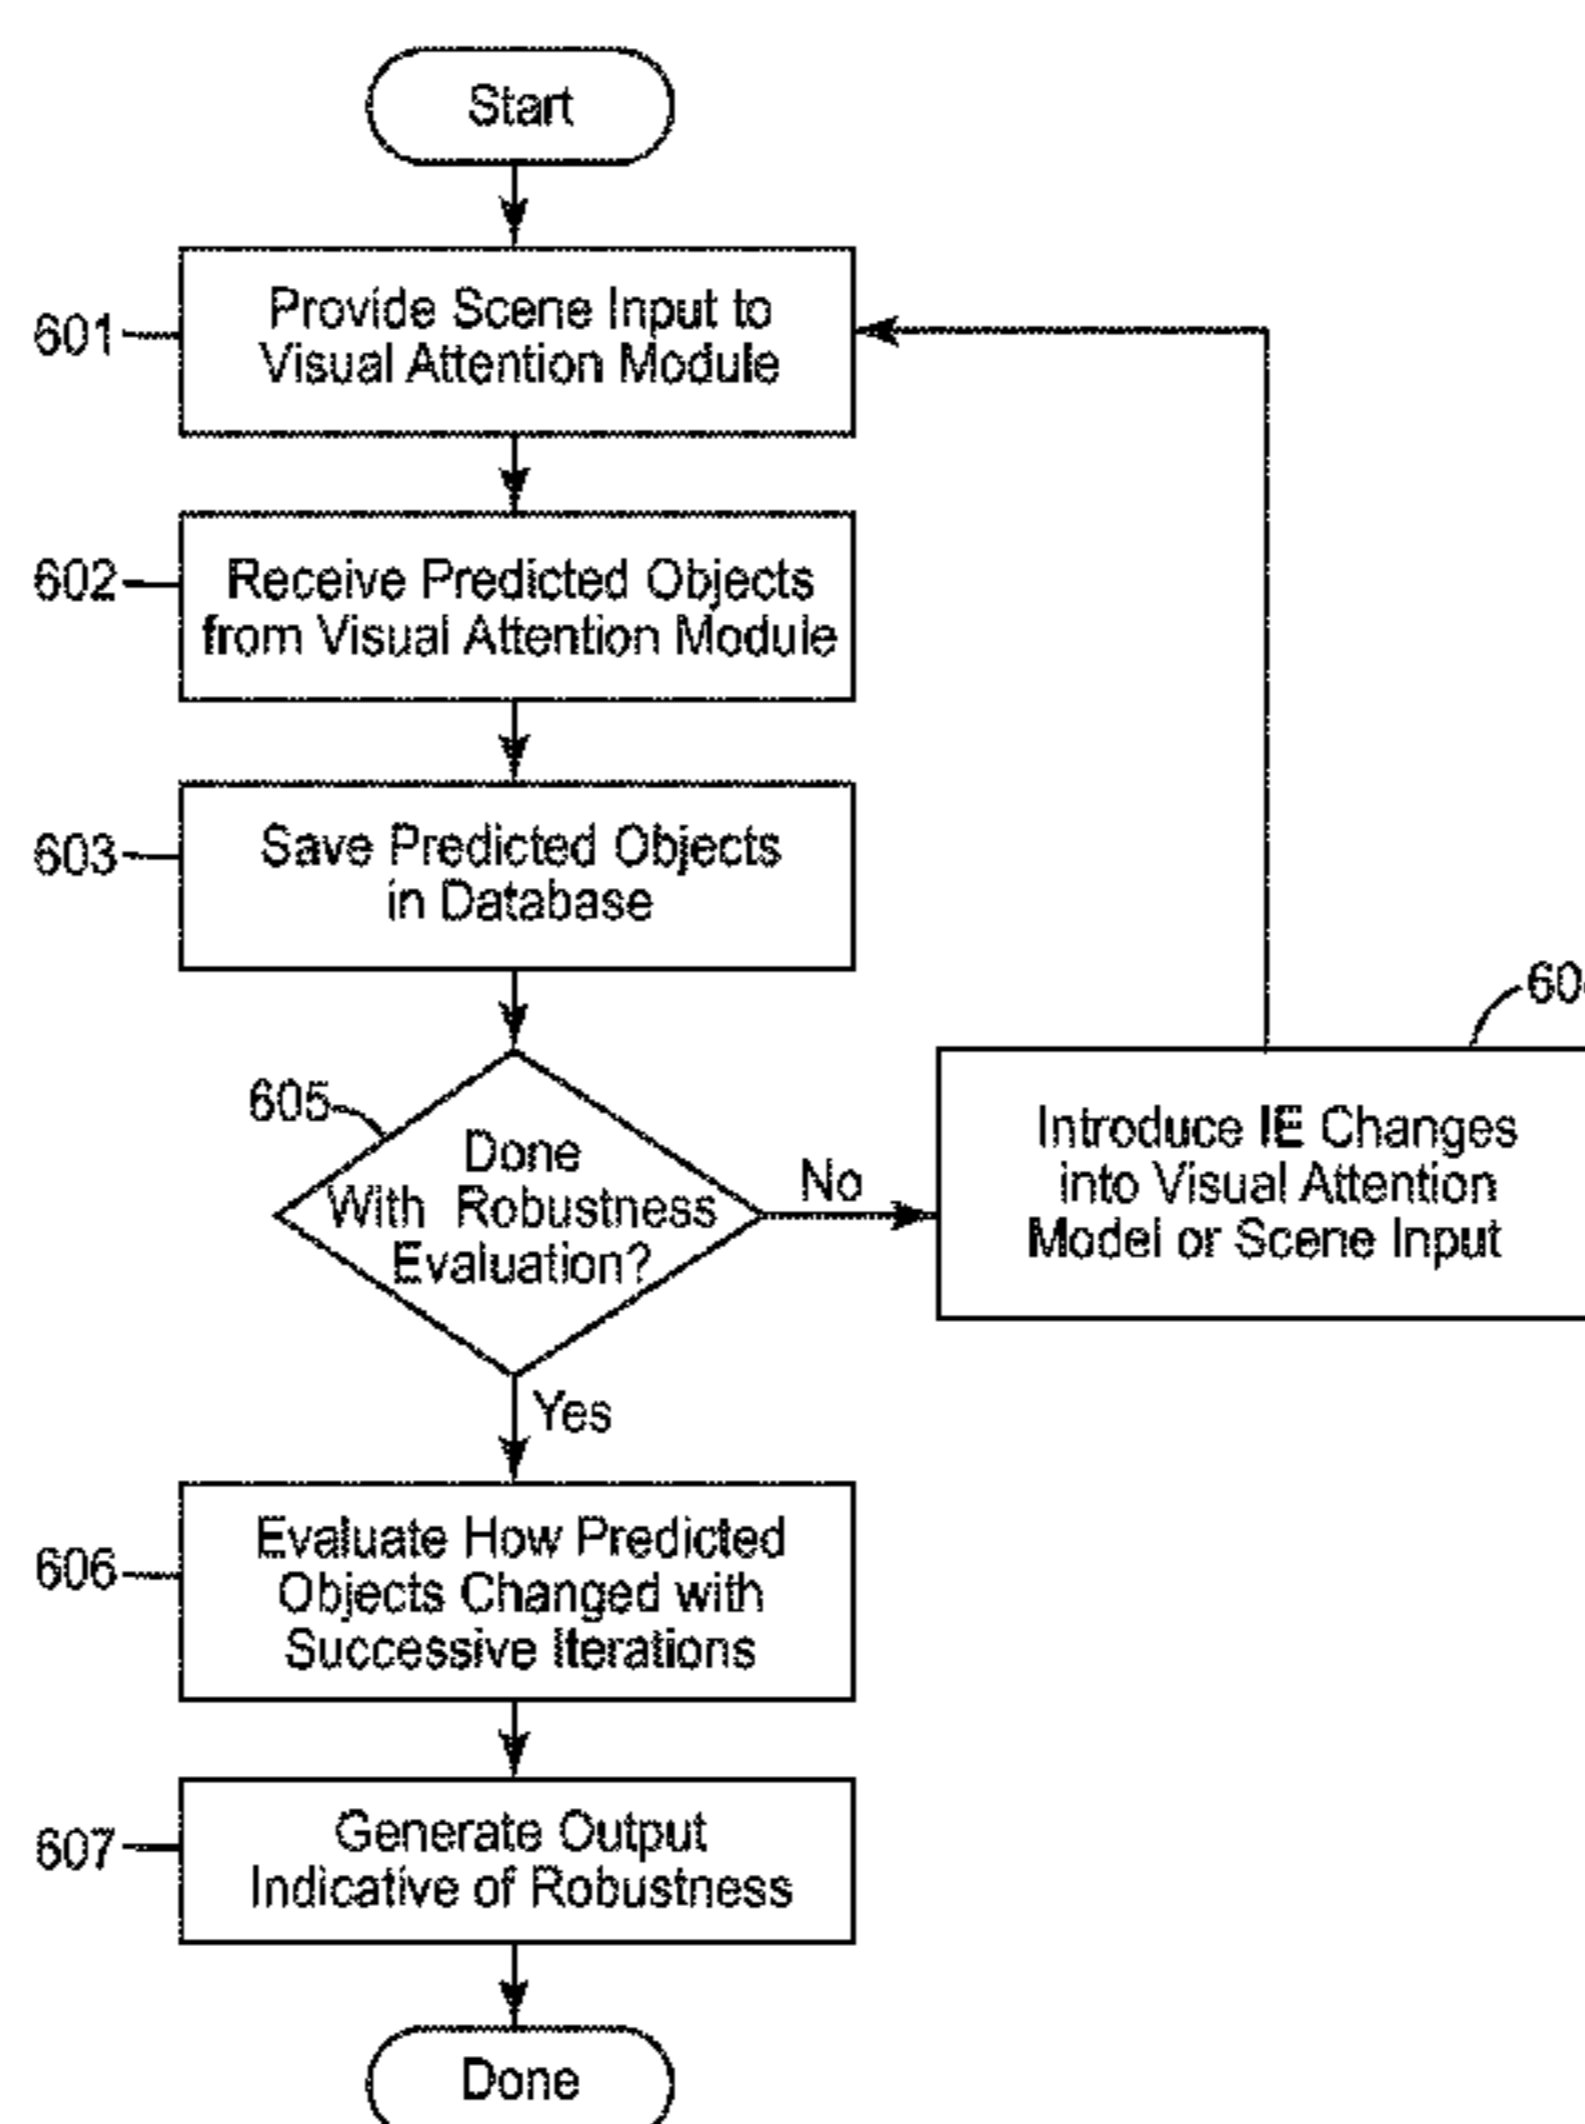 Start
601
Provide Scene Input to
Visual Attention Module
602
Receive Predicted Objects
from Visual Attention Module
603
Save Predicted Objects
in Database
605
Done
With Robustness
Evaluation?
No
Introduce IE Changes
into Visual Attention
Model or Scene Input
Yes
606
Evaluate How Predicted
Objects Changed with
Successive Iterations
607
Generate Output
Indicative of Robustness
Done